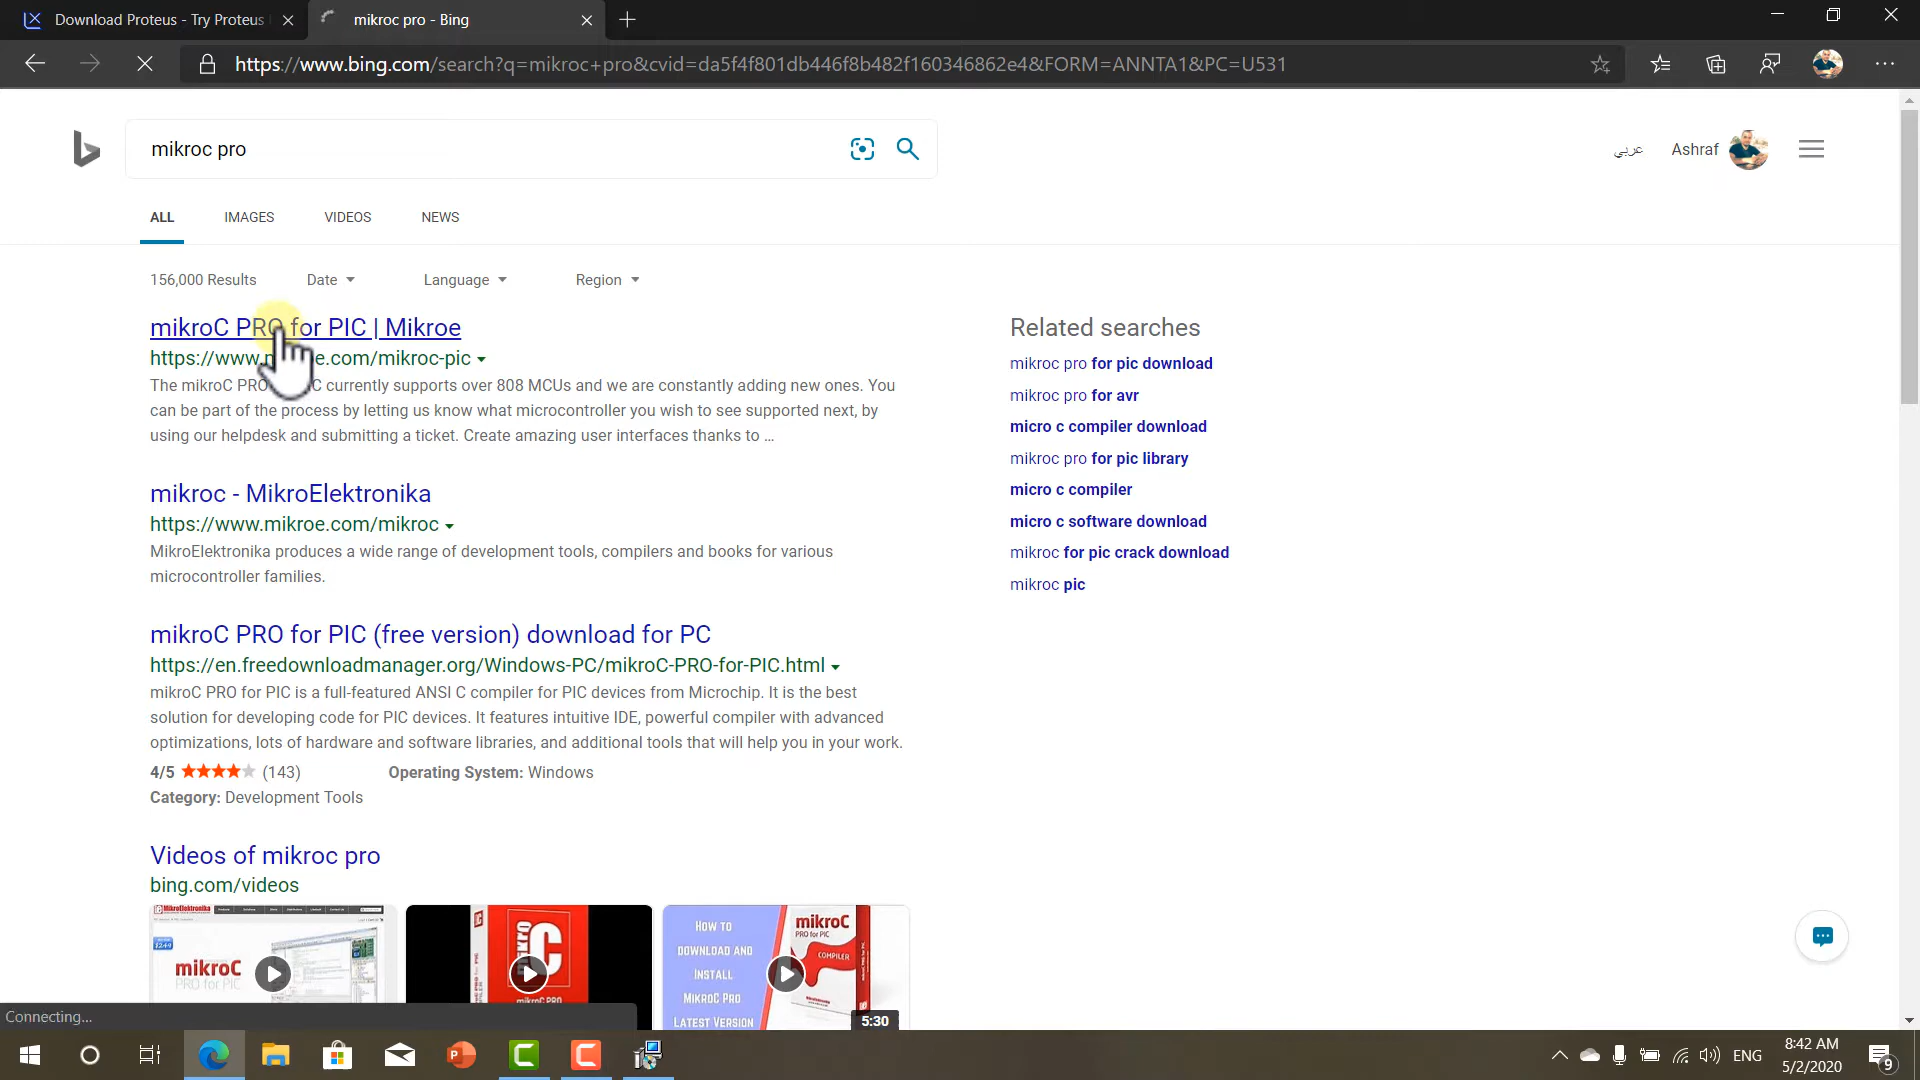 Download Proteus - Try Proteus
mikroc pro - Bing
https://www.bing.com/search?q=mikroc+pro&cvid=da5f4f801db446f8b482f160346862e4&FORM=ANNTA1&PC=U531
mikroc pro
عربي
Ashraf
ALL IMAGES VIDEOS NEWS
156,000 Results Date Language Region
mikroC PRO for PIC | Mikroe
https://www.m e.com/mikroc-pic
The mikroC PRO C currently supports over 808 MCUs and we are constantly adding new ones. You
can be part of the process by letting us know what microcontroller you wish to see supported next, by
using our helpdesk and submitting a ticket. Create amazing user interfaces thanks to ...
mikroc - MikroElektronika
https://www.mikroe.com/mikroc
MikroElektronika produces a wide range of development tools, compilers and books for various
microcontroller families.
mikroC PRO for PIC (free version) download for PC
https://en.freedownloadmanager.org/Windows-PC/mikroC-PRO-for-PIC.html
mikroC PRO for PIC is a full-featured ANSI C compiler for PIC devices from Microchip. It is the best
solution for developing code for PIC devices. It features intuitive IDE, powerful compiler with advanced
optimizations, lots of hardware and software libraries, and additional tools that will help you in your work.
4/5 (143) Operating System: Windows
Category: Development Tools
Videos of mikroc pro
bing.com/videos
MikroElektronika
mikroC
PRO for PIC
MIKRO
C
mikroC PRO
HOW TO
DOWNLOAD AND
INSTALL
MIKROC PRO
LATEST VERSION
mikroC
PRO for PIC
COMPILER
5:30
Related searches
mikroc pro for pic download
mikroc pro for avr
micro c compiler download
mikroc pro for pic library
micro c compiler
micro c software download
mikroc for pic crack download
mikroc pic
Connecting...
ENG
8:42 AM
5/2/2020
9